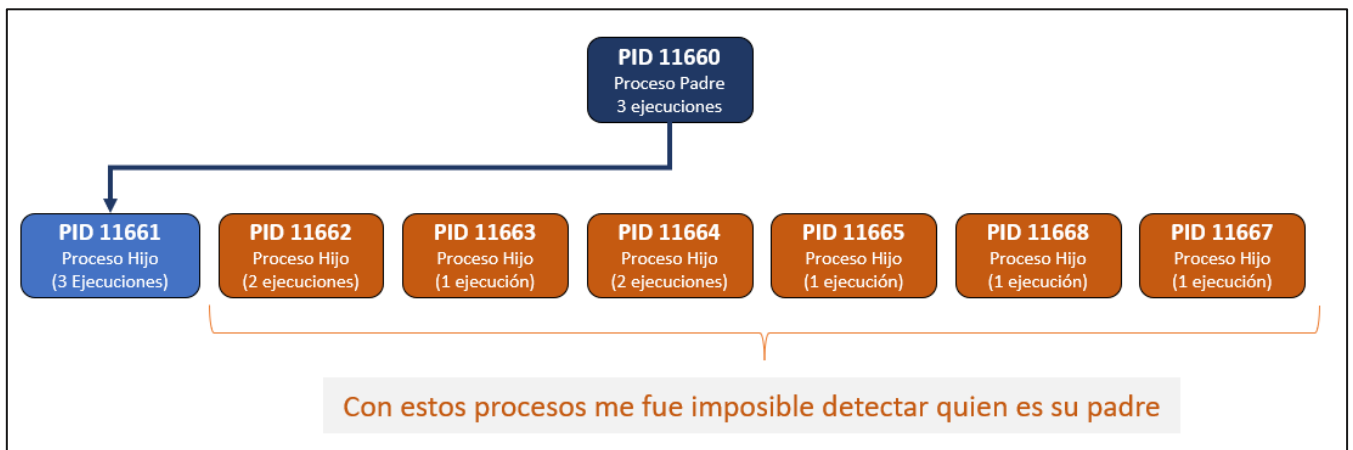 PID 11660
Proceso Padre
3 ejecuciones
PID 11661
Proceso Hijo
(3 Ejecuciones)
PID 11662
Proceso Hijo
(2 ejecuciones)
PID 11663
Proceso Hijo
(1 ejecución)
PID 11664
Proceso Hijo
(2 ejecuciones)
PID 11665
Proceso Hijo
(1 ejecución)
PID 11668
Proceso Hijo
(1 ejecución)
PID 11667
Proceso Hijo
(1 ejecución)
Con estos procesos me fue imposible detectar quien es su padre